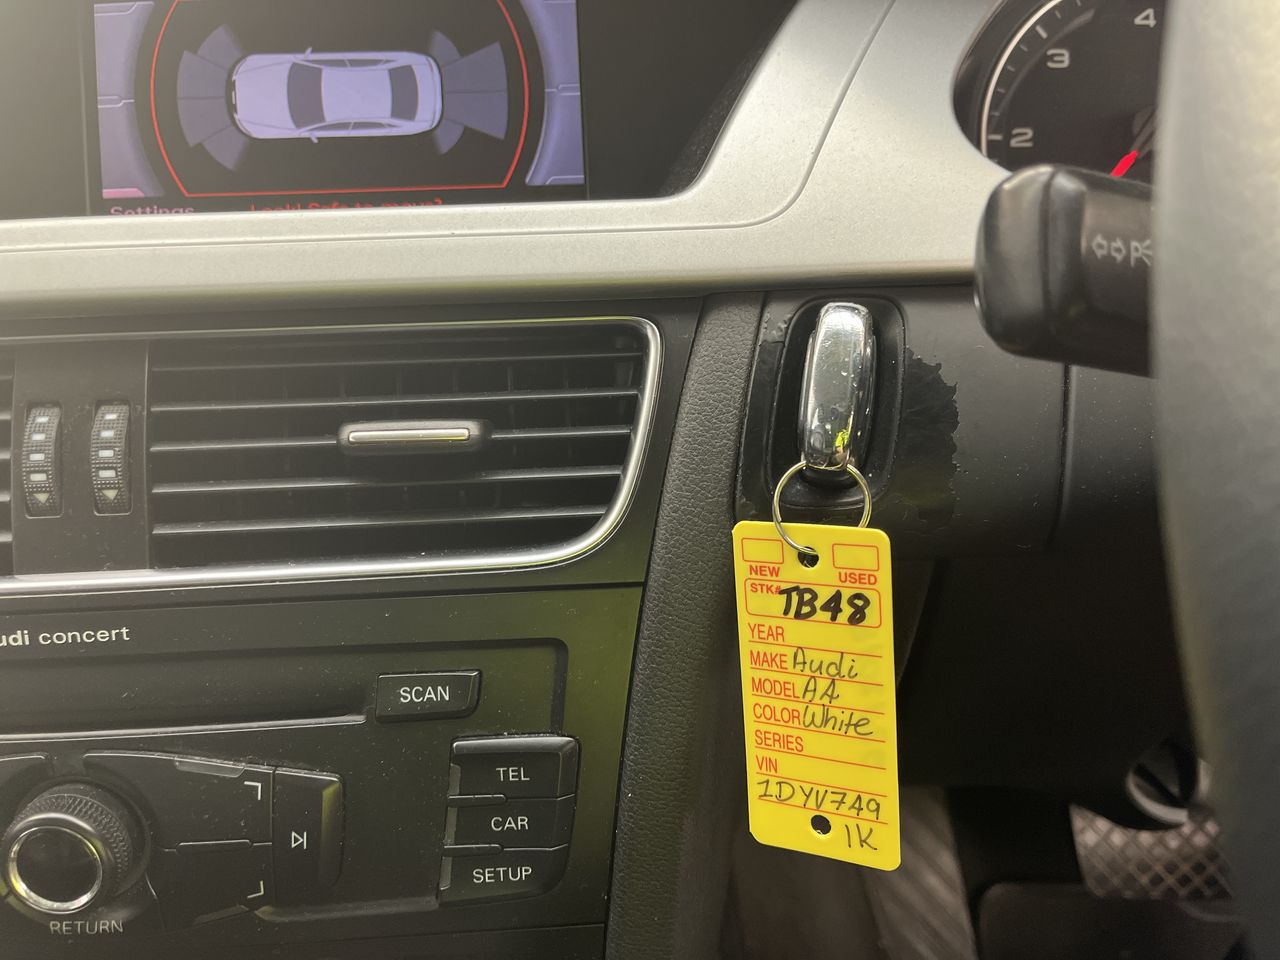 Settings
Look! Safe to move?
2
3
4
udi concert
SCAN
TEL
CAR
SETUP
RETURN
NEW USED
STK# TB48
YEAR
MAKE Audi
MODEL A4
COLOR White
SERIES
VIN
1DYV749
1K